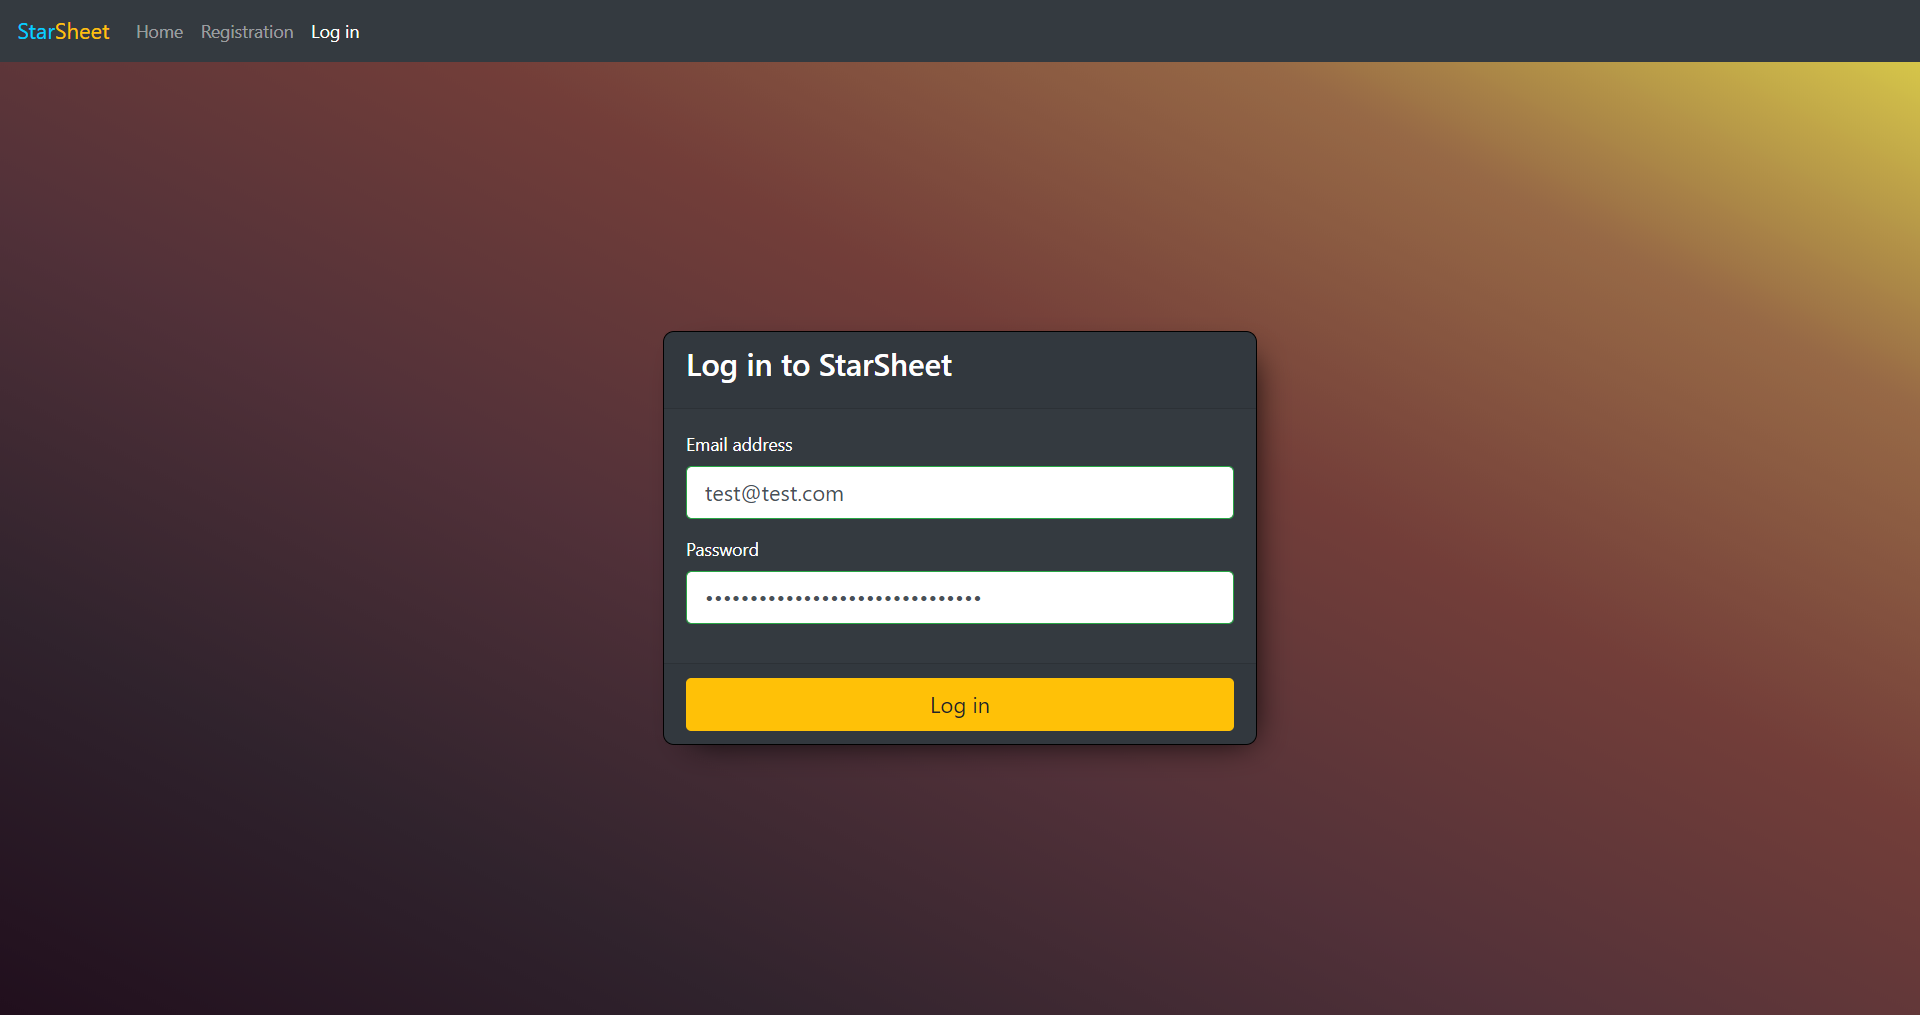 StarSheet Home Registration Log in
Log in to StarSheet
Email address
test@test.com
Password
•••••••••••••••••••••••••••••••
Log in